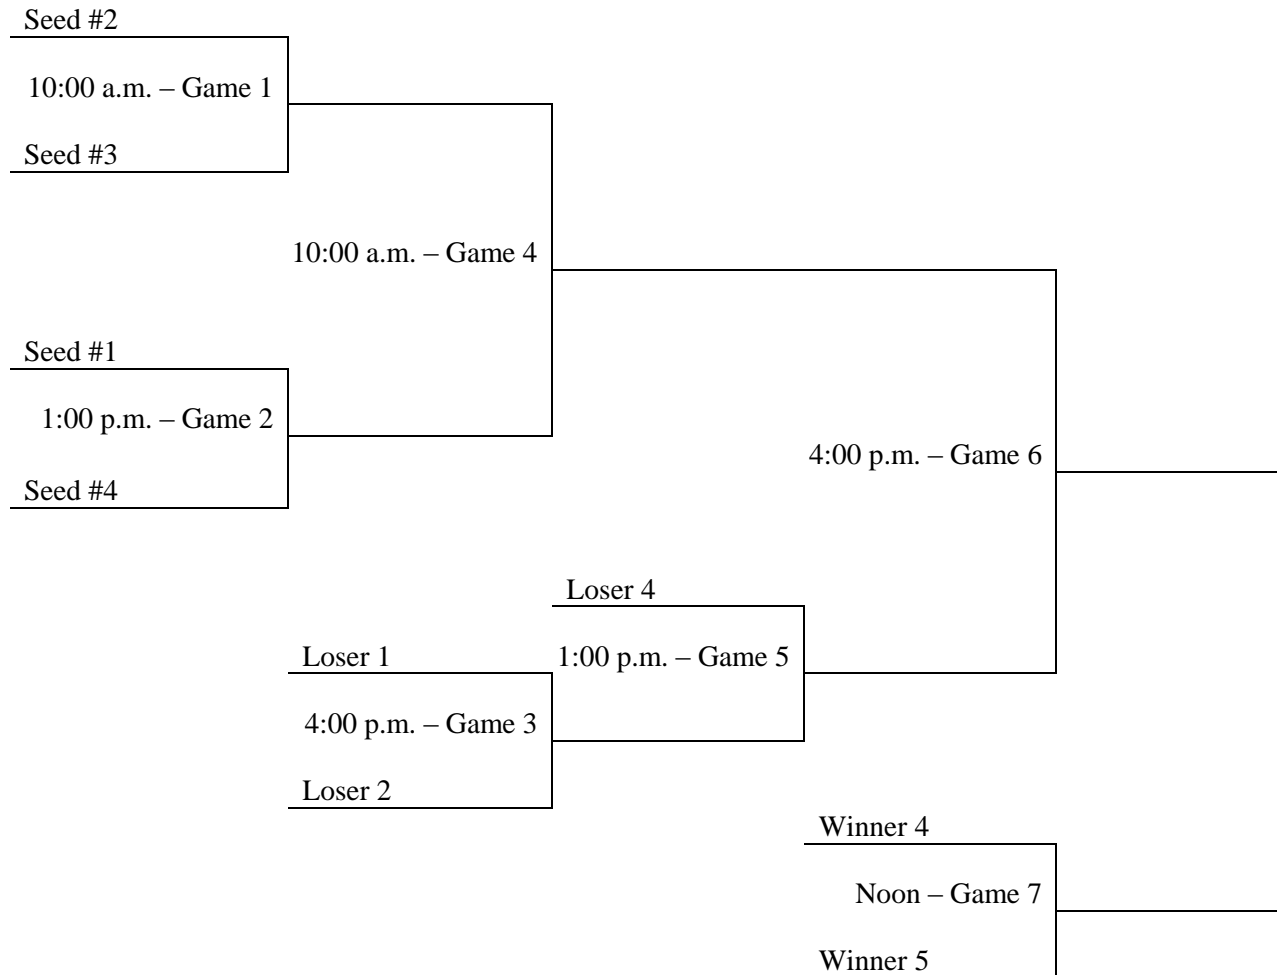 Seed #2
10:00 a.m. – Game 1
Seed #3
10:00 a.m. – Game 4
Seed #1
1:00 p.m. – Game 2
4:00 p.m. – Game 6
Seed #4
Loser 4
Loser 1
1:00 p.m. – Game 5
4:00 p.m. – Game 3
Loser 2
Winner 4
Noon – Game 7
Winner 5